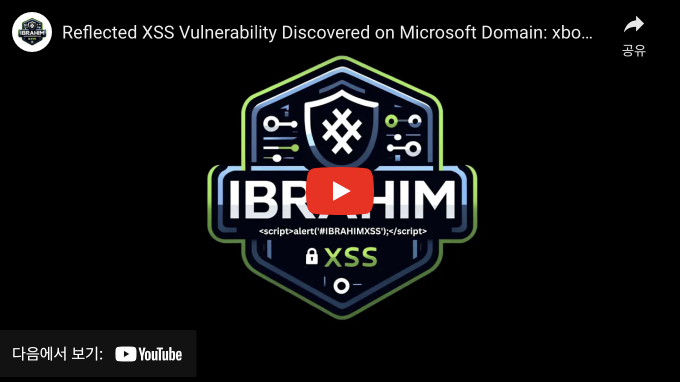 Reflected XSS Vulnerability Discovered on Microsoft Domain: xbo...
공유
IBRAHIM
<script>alert('#IBRAHIMXSS');</script>
XSS
다음에서 보기: YouTube